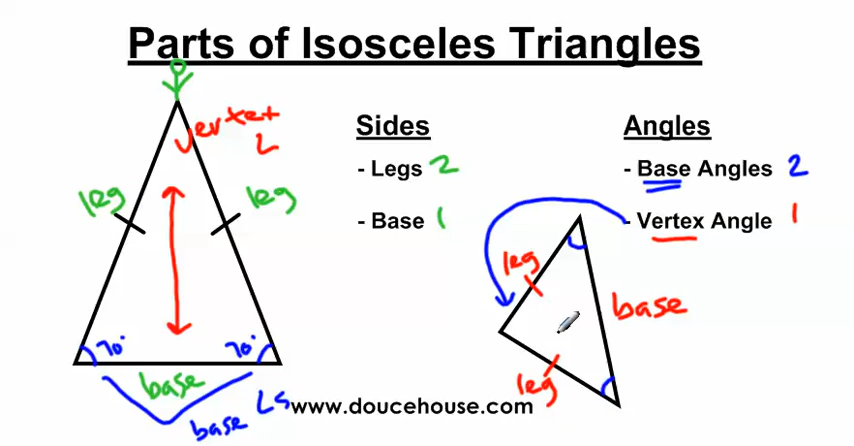 Parts of Isosceles Triangles
vertex
∠
Sides
Angles
- Legs 2
- Base Angles 2
leg
leg
- Base 1
- Vertex Angle 1
leg
base
70°
70°
base
leg
base ∠s
www.doucehouse.com